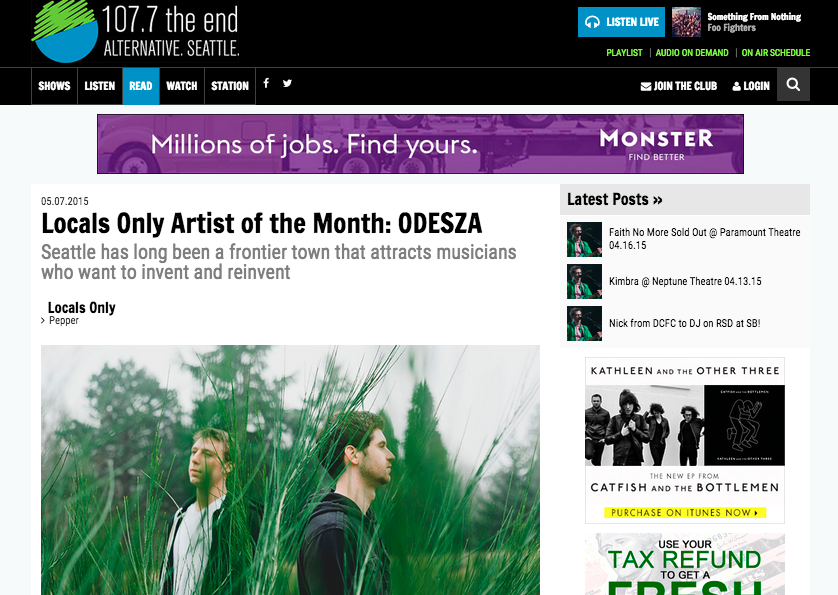 107.7 the end
ALTERNATIVE. SEATTLE.
LISTEN LIVE
Something From Nothing
Foo Fighters
PLAYLIST | AUDIO ON DEMAND | ON AIR SCHEDULE
SHOWS LISTEN READ WATCH STATION
JOIN THE CLUB LOGIN
Millions of jobs. Find yours.
MONSTER
FIND BETTER
05.07.2015
Locals Only Artist of the Month: ODESZA
Seattle has long been a frontier town that attracts musicians
who want to invent and reinvent
Locals Only
> Pepper
Latest Posts »
Faith No More Sold Out @ Paramount Theatre
04.16.15
Kimbra @ Neptune Theatre 04.13.15
Nick from DCFC to DJ on RSD at SB!
KATHLEEN AND THE OTHER THREE
CATFISH AND THE BOTTLEMEN
KATHLEEN AND THE OTHER THREE
THE NEW EP FROM
CATFISH AND THE BOTTLEMEN
PURCHASE ON ITUNES NOW
USE YOUR
TAX REFUND
TO GET A
FRESH